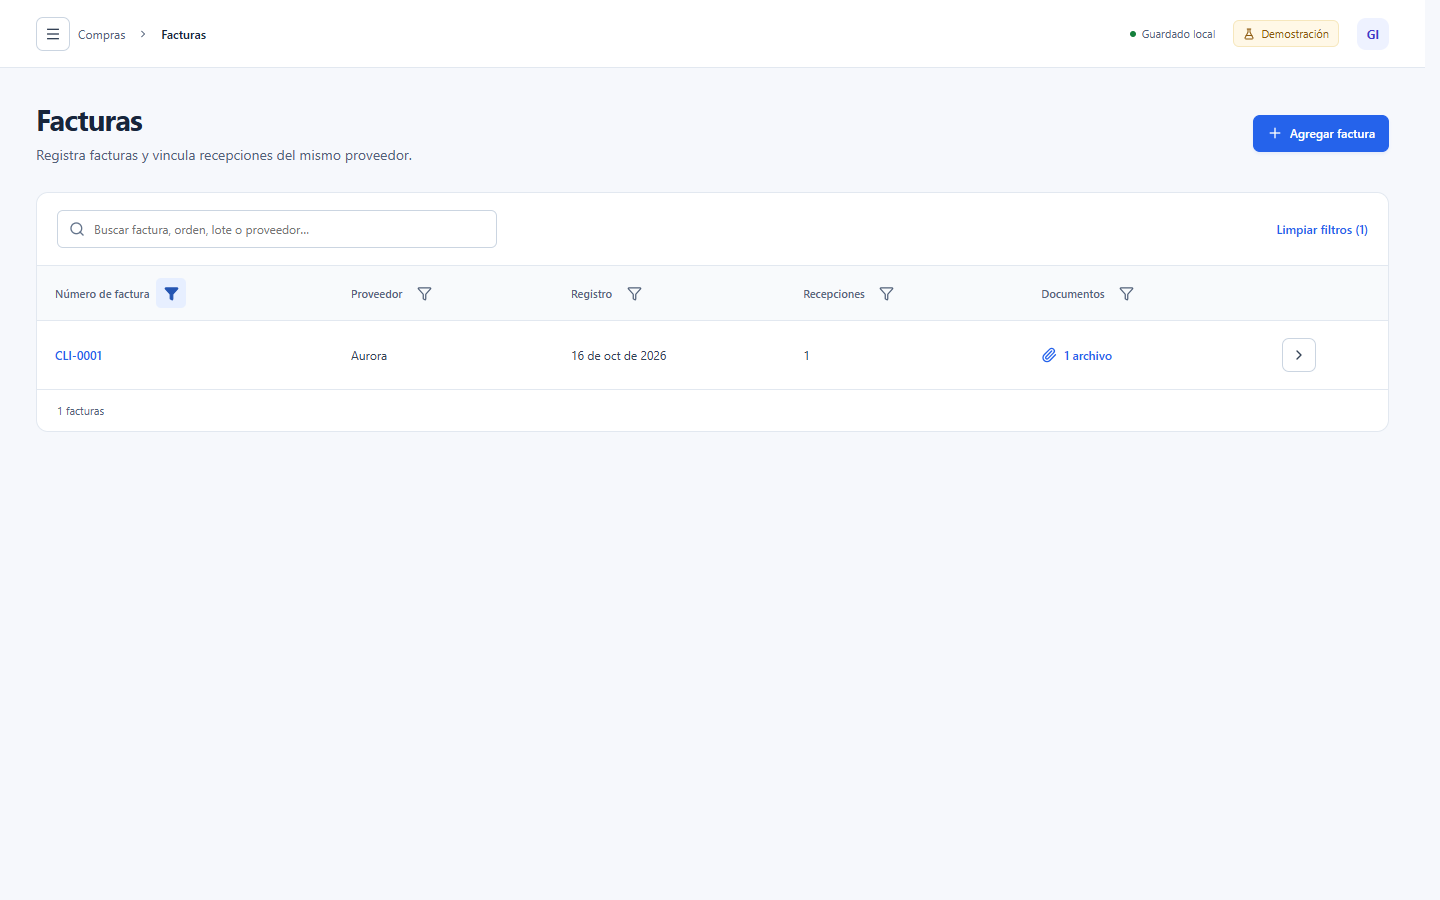 Compras > Facturas
Guardado local
Demostración
GI
Facturas
Registra facturas y vincula recepciones del mismo proveedor.
Agregar factura
Buscar factura, orden, lote o proveedor...
Limpiar filtros (1)
Número de factura Proveedor Registro Recepciones Documentos
CLI-0001 Aurora 16 de oct de 2026 1 1 archivo
1 facturas